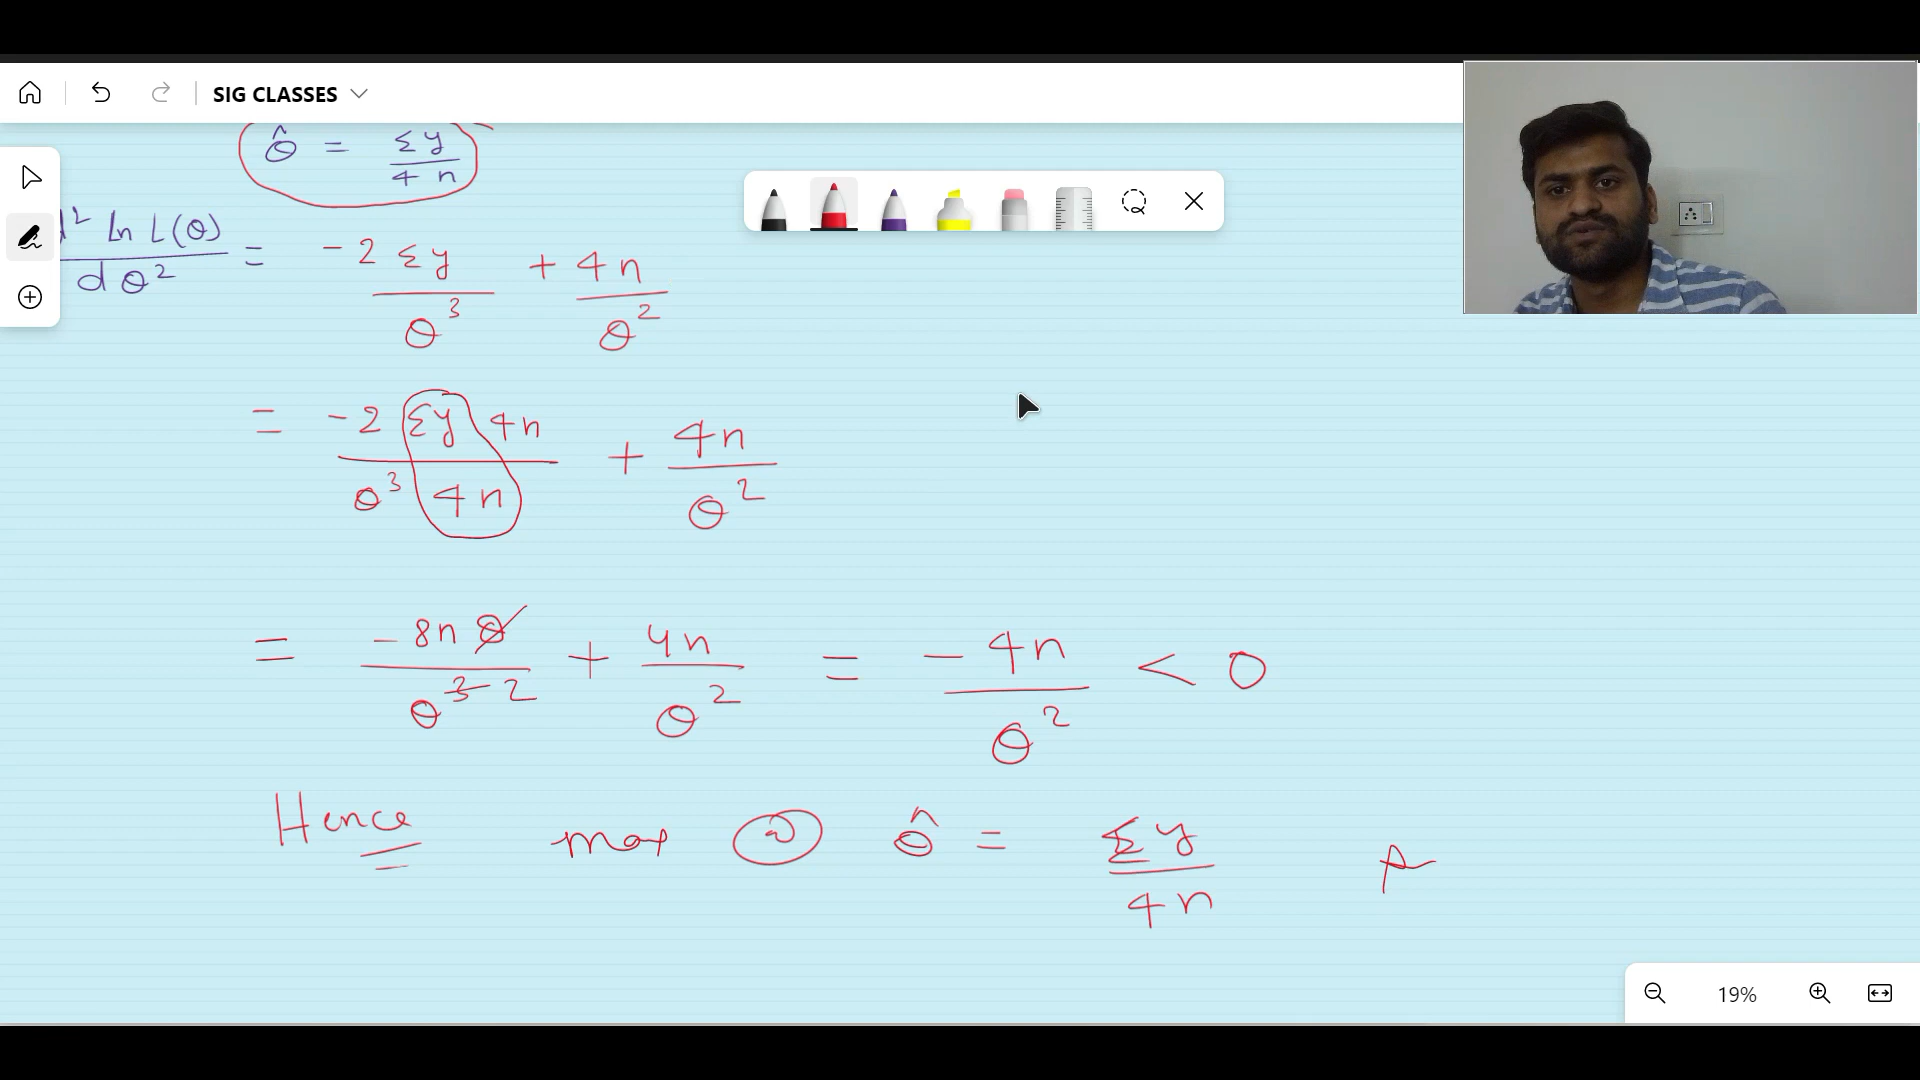 SIG CLASSES
θ̂ = Σy / 4n
d² ln L(θ) / dθ² = -2Σy / θ³ + 4n / θ²
= -2 Σy 4n / θ³ 4n + 4n / θ²
= -8n θ / θ^3 2 + 4n / θ² = -4n / θ² < 0
Hence max @ θ̂ = Σy / 4n
19%